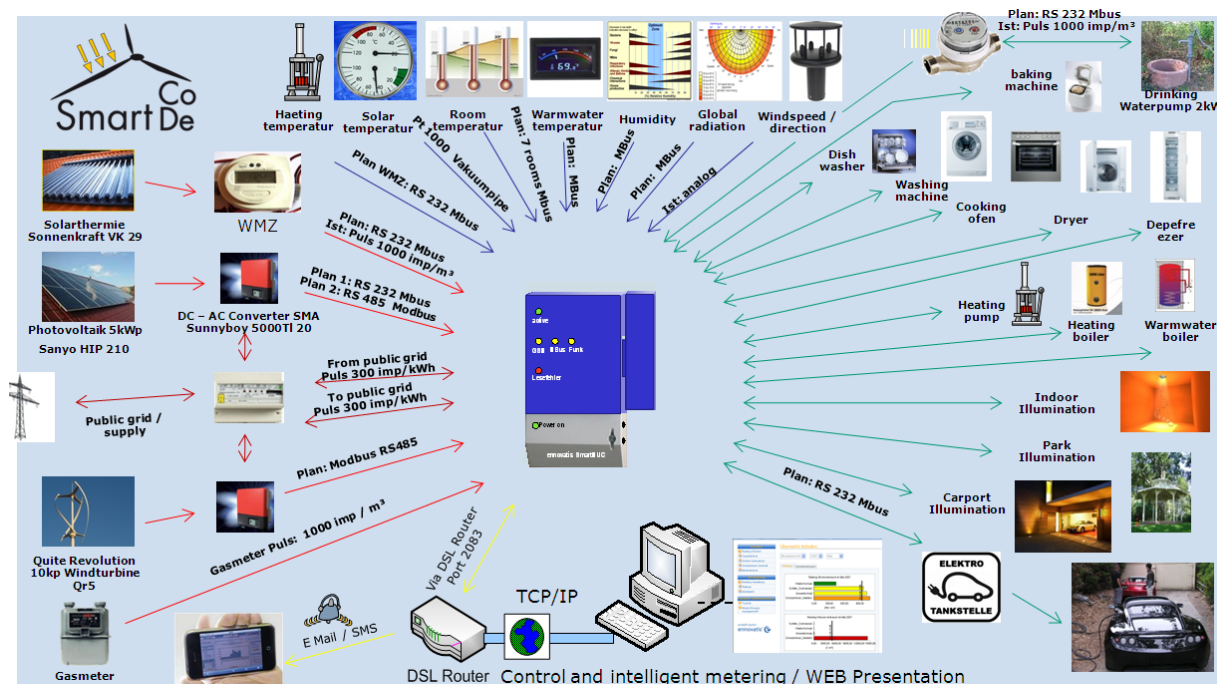 Smart
Co
De
Haeting
temperatur
Solar
temperatur
Room
temperatur
Warmwater
temperatur
Humidity
Global
radiation
Windspeed /
direction
Plan: RS 232 Mbus
Ist: Puls 1000 imp/m³
Drinking
Waterpump 2kW
baking
machine
Dish
washer
Washing
machine
Cooking
ofen
Dryer
Depefre
ezer
Plan WMZ: RS 232 Mbus
Pt 1000 Vakuumpipe
Plan: 7 rooms Mbus
Plan: MBus
Plan: MBus
Plan: MBus
Ist: analog
Solarthermie
Sonnenkraft VK 29
WMZ
Plan: RS 232 Mbus
Ist: Puls 1000 imp/m³
Photovoltaik 5kWp
Sanyo HIP 210
DC – AC Converter SMA
Sunnyboy 5000Tl 20
Plan 1: RS 232 Mbus
Plan 2: RS 485 Modbus
From public grid
Puls 300 imp/kWh
To public grid
Puls 300 imp/kWh
Public grid /
supply
Plan: Modbus RS485
Quite Revolution
10kp Windturbine
Qr5
Gasmeter Puls: 1000 imp / m³
Gasmeter
active
MBus Funk
Lesefehler
Power on
Heating
pump
Heating
boiler
Warmwater
boiler
Indoor
Illumination
Park
Illumination
Carport
Illumination
Plan: RS 232 Mbus
ELEKTRO
TANKSTELLE
Via DSL Router
Port 2083
E Mail / SMS
TCP/IP
DSL Router
Control and intelligent metering / WEB Presentation
69.8
ennovatis